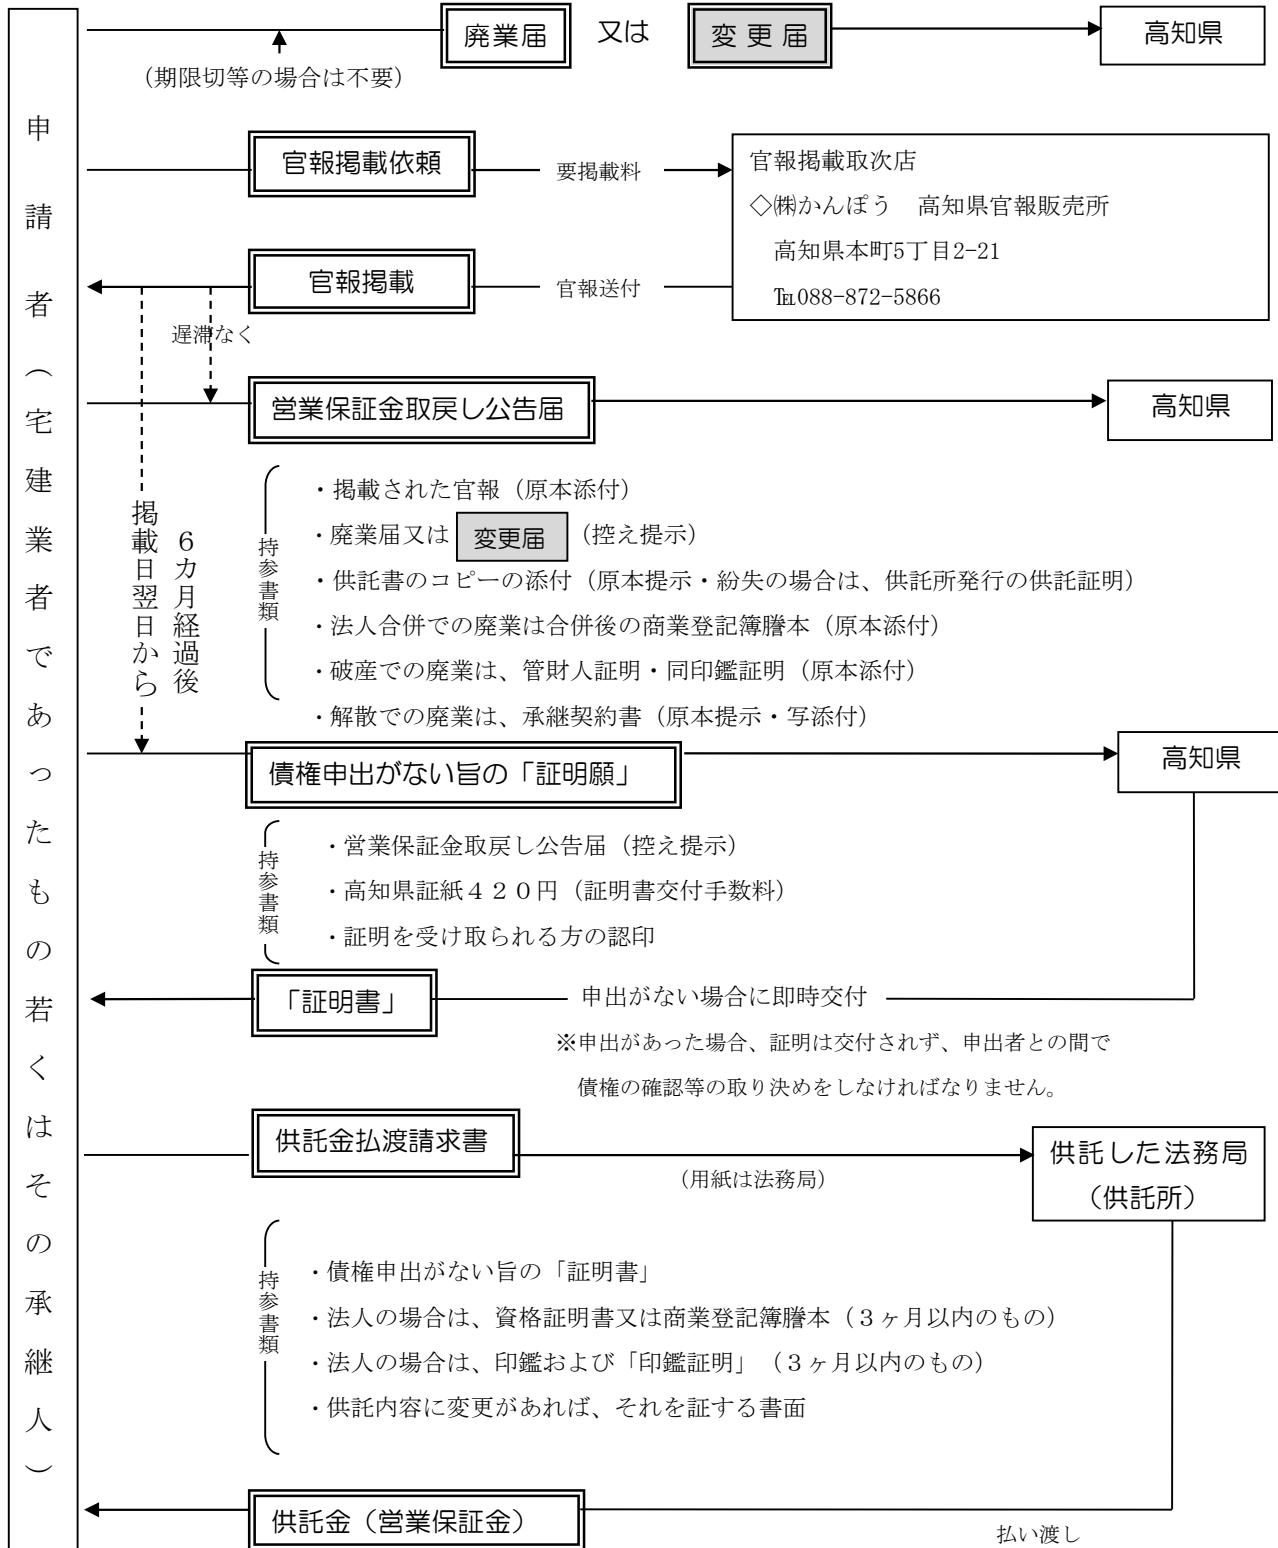 廃業届 又は 変更届 高知県
（期限切等の場合は不要）
申請者（宅建業者であったもの若くはその承継人）
官報掲載依頼 要掲載料
官報掲載取次店
◇㈱かんぽう　高知県官報販売所
高知県本町5丁目2−21
℡088−872−5866
官報掲載 官報送付
遅滞なく
営業保証金取戻し公告届 高知県
掲載日翌日から
６カ月経過後
持参書類
・掲載された官報（原本添付）
・廃業届又は 変更届 （控え提示）
・供託書のコピーの添付（原本提示・紛失の場合は、供託所発行の供託証明）
・法人合併での廃業は合併後の商業登記簿謄本（原本添付）
・破産での廃業は、管財人証明・同印鑑証明（原本添付）
・解散での廃業は、承継契約書（原本提示・写添付）
債権申出がない旨の「証明願」 高知県
持参書類
・営業保証金取戻し公告届（控え提示）
・高知県証紙４２０円（証明書交付手数料）
・証明を受け取られる方の認印
「証明書」 申出がない場合に即時交付
※申出があった場合、証明は交付されず、申出者との間で
債権の確認等の取り決めをしなければなりません。
供託金払渡請求書 供託した法務局
（供託所）
（用紙は法務局）
持参書類
・債権申出がない旨の「証明書」
・法人の場合は、資格証明書又は商業登記簿謄本（３ヶ月以内のもの）
・法人の場合は、印鑑および「印鑑証明」（３ヶ月以内のもの）
・供託内容に変更があれば、それを証する書面
供託金（営業保証金） 払い渡し